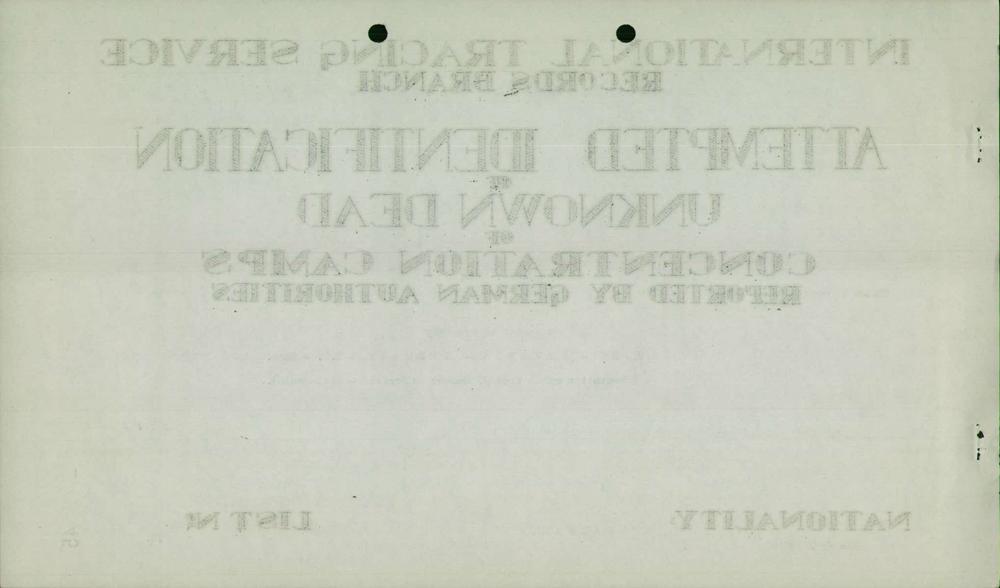 INTERNATIONAL TRACING SERVICE
RECORDS BRANCH
ATTEMPTED IDENTIFICATION
OF
UNKNOWN DEAD
OF
CONCENTRATION CAMPS
REPORTED BY GERMAN AUTHORITIES
NATIONALITY LIST №